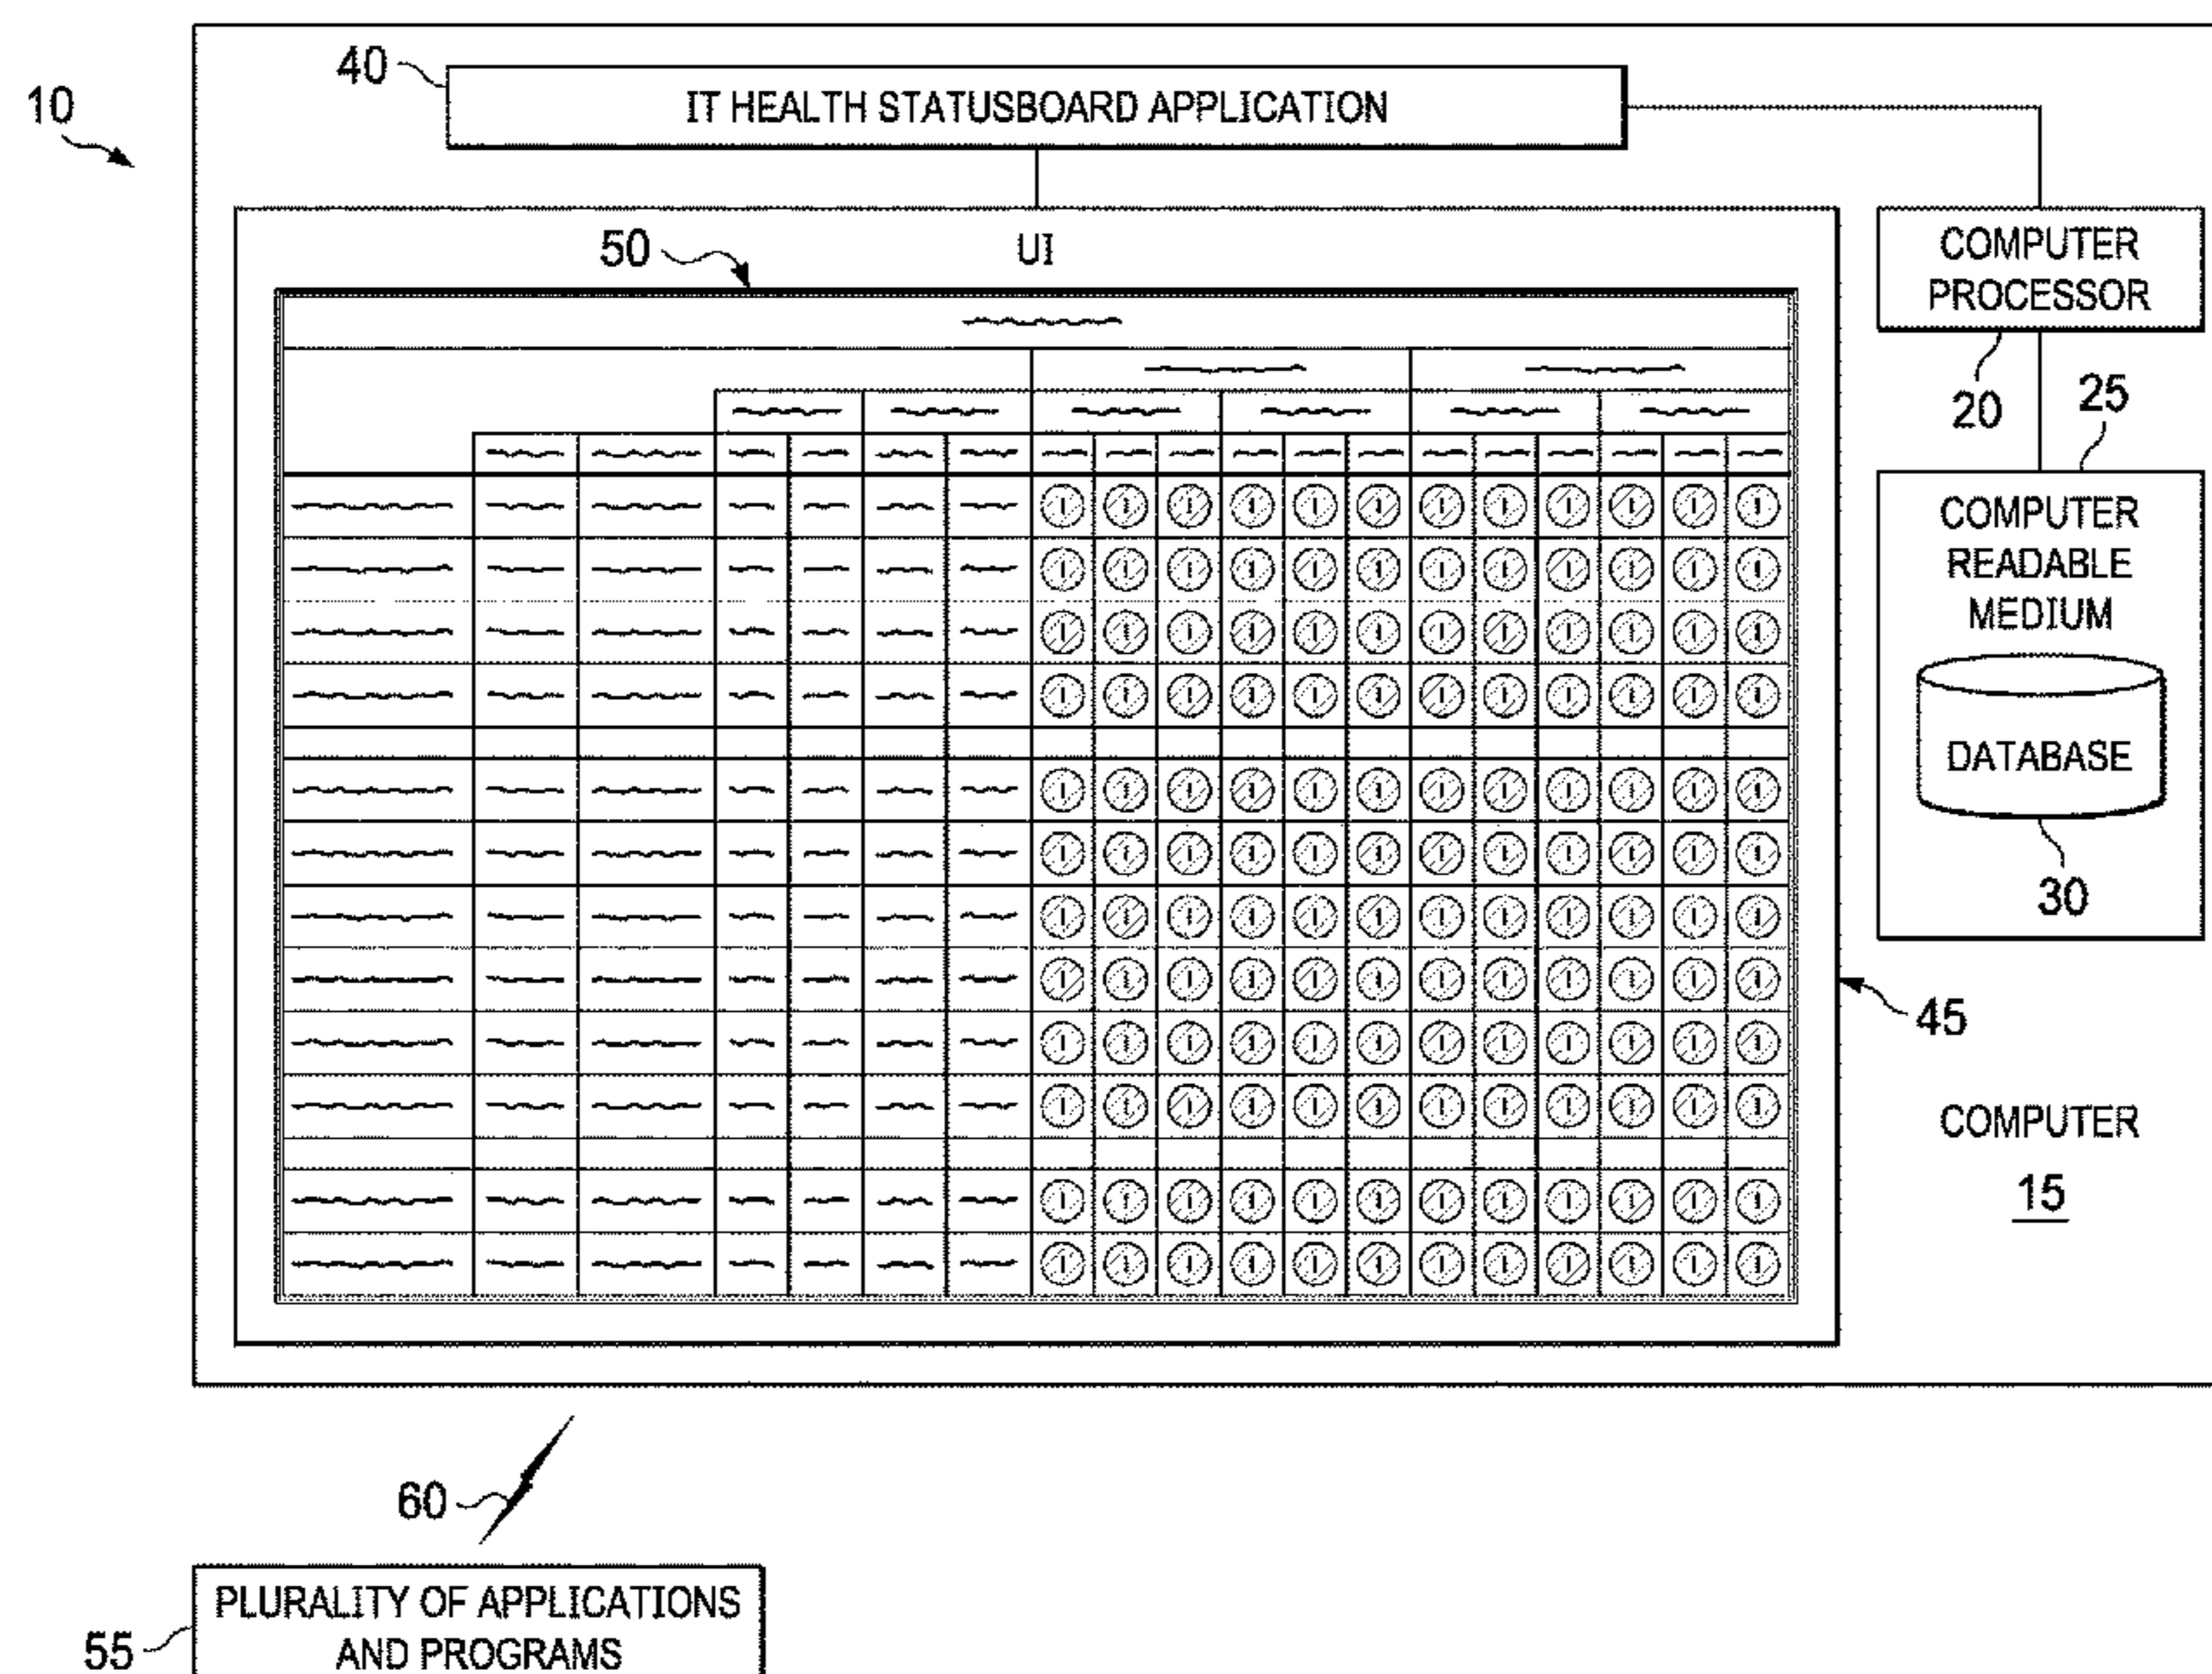 40
IT HEALTH STATUSBOARD APPLICATION
10
50
UI
COMPUTER
PROCESSOR
20
25
COMPUTER
READABLE
MEDIUM
DATABASE
30
45
COMPUTER
15
60
PLURALITY OF APPLICATIONS
AND PROGRAMS
55